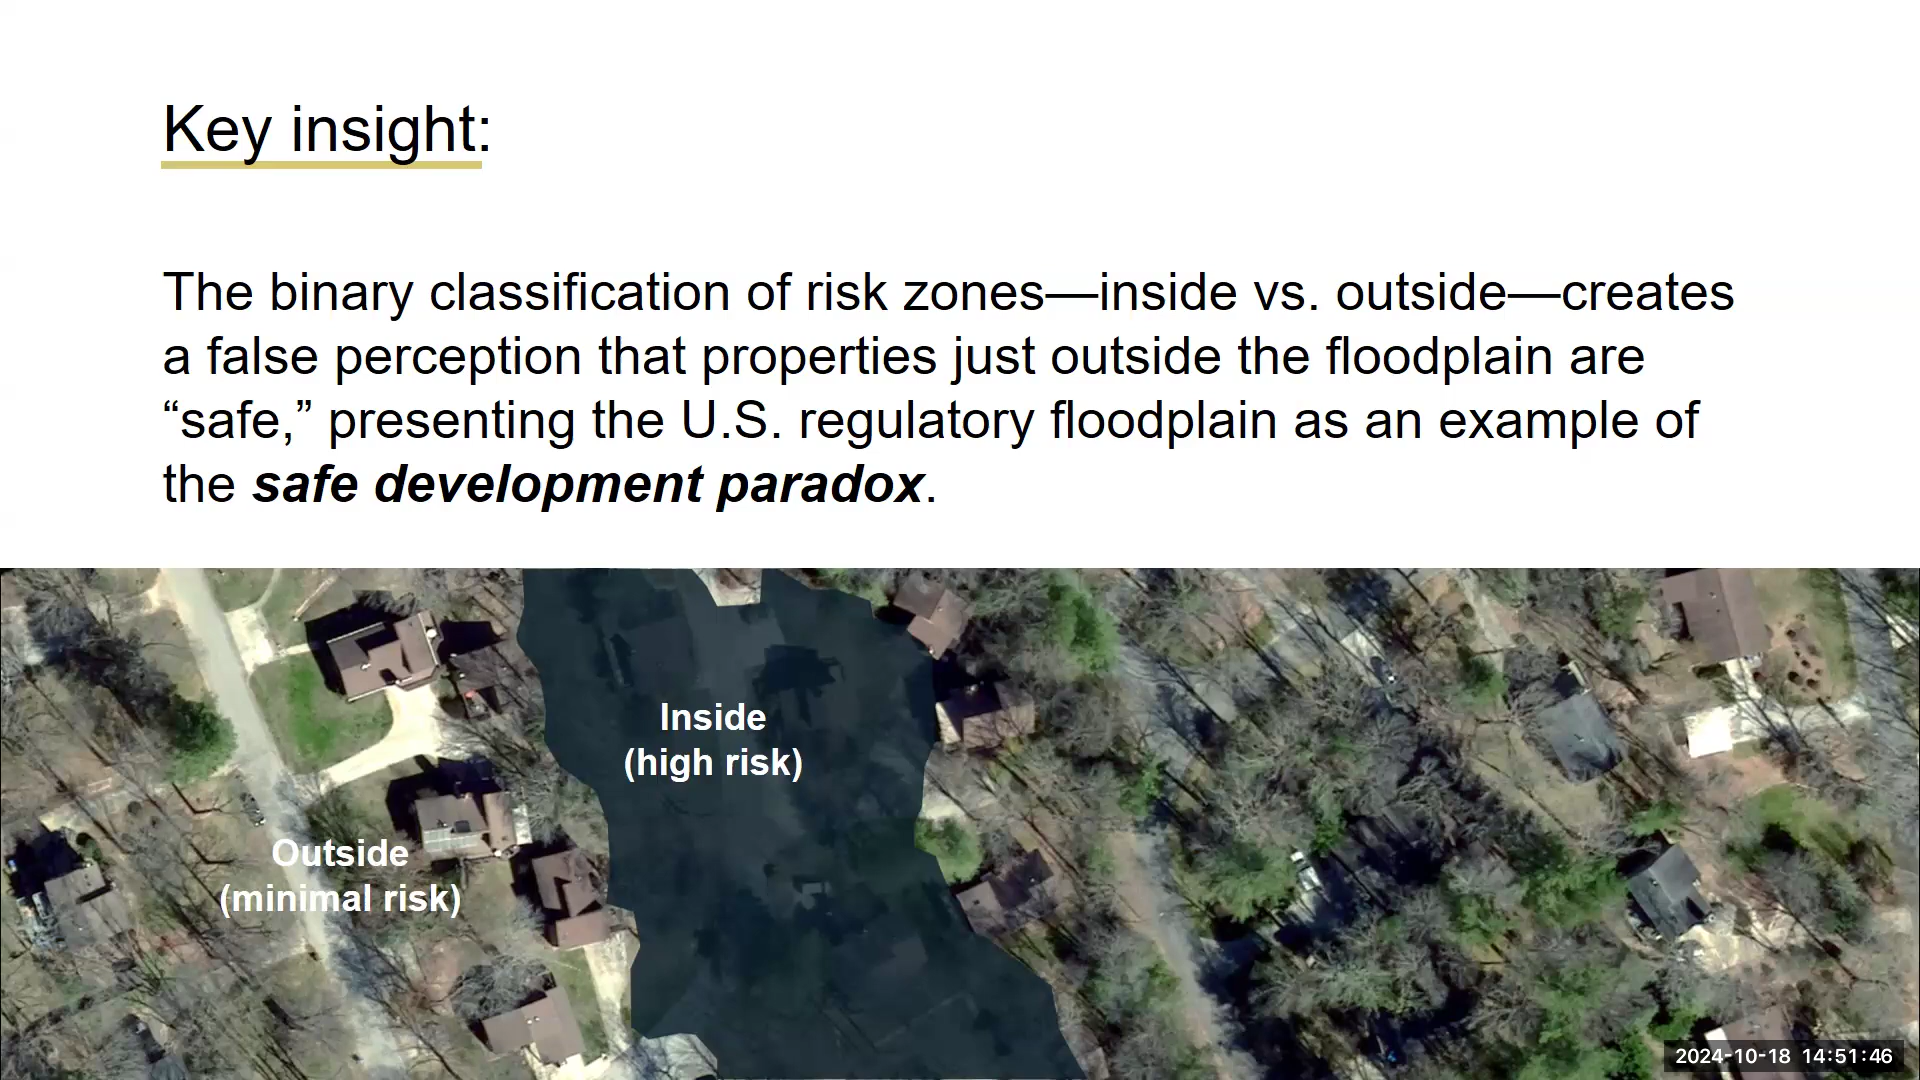 Key insight:
The binary classification of risk zones—inside vs. outside—creates
a false perception that properties just outside the floodplain are
“safe,” presenting the U.S. regulatory floodplain as an example of
the safe development paradox.
Inside
(high risk)
Outside
(minimal risk)
2024-10-18 14:51:46